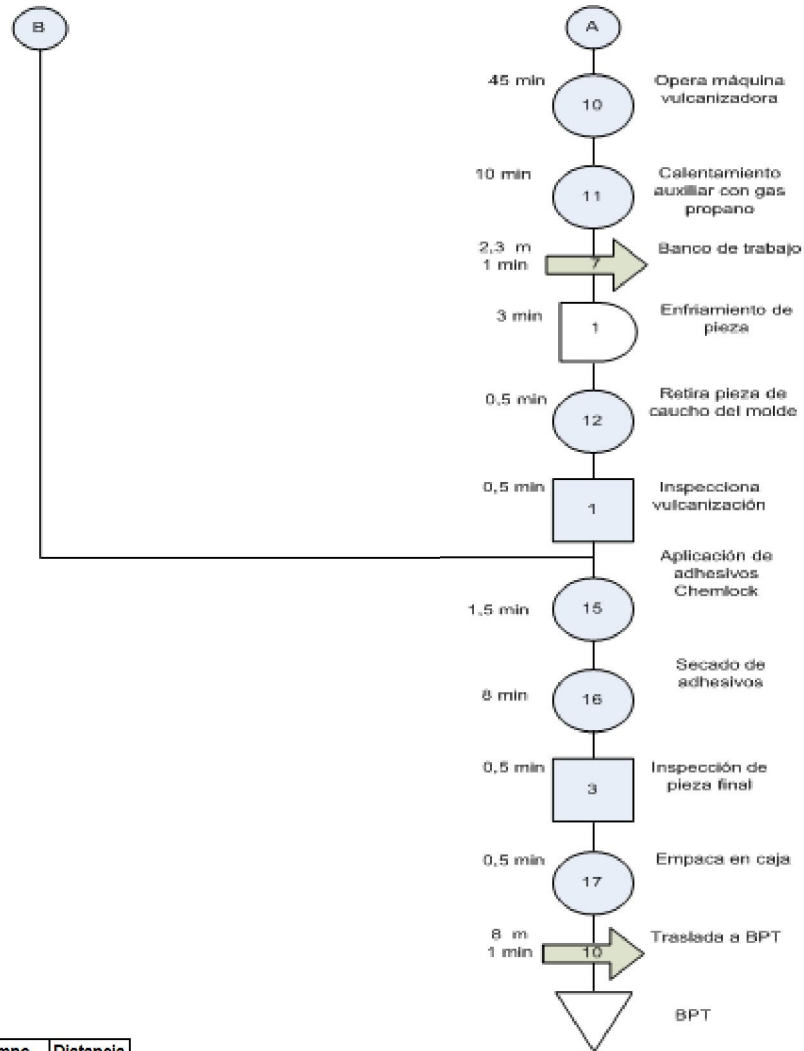 B
A
45 min
10
Opera máquina
vulcanizadora
10 min
11
Calentamiento
auxiliar con gas
propano
2,3 m
1 min
7
Banco de trabajo
3 min
1
Enfriamiento de
pieza
0,5 min
12
Retira pieza de
caucho del molde
0,5 min
1
Inspecciona
vulcanización
Aplicación de
adhesivos
Chemlock
1,5 min
15
Secado de
adhesivos
8 min
16
0,5 min
3
Inspección de
pieza final
0,5 min
17
Empaca en caja
8 m
1 min
10
Traslada a BPT
BPT
Distancia